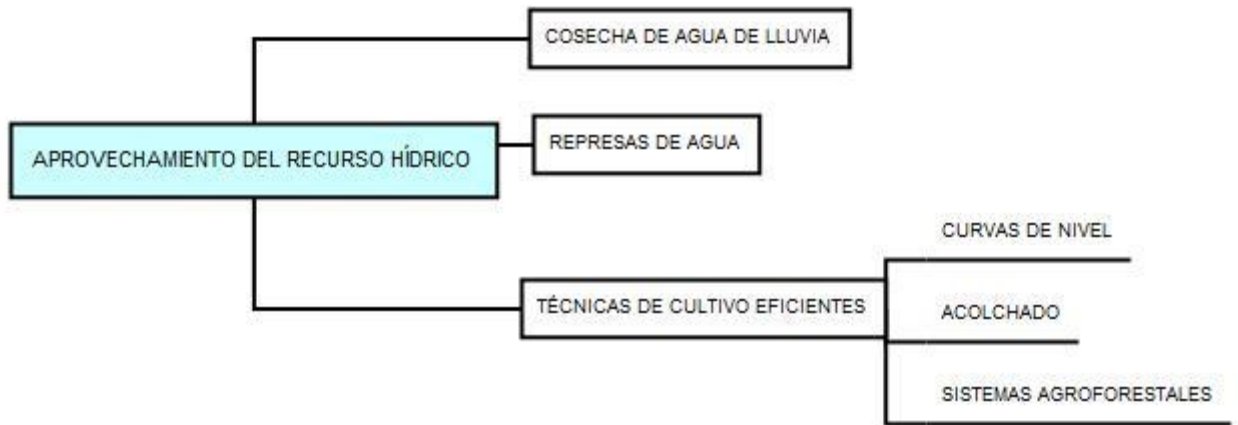 COSECHA DE AGUA DE LLUVIA
APROVECHAMIENTO DEL RECURSO HÍDRICO
REPRESAS DE AGUA
TÉCNICAS DE CULTIVO EFICIENTES
CURVAS DE NIVEL
ACOLCHADO
SISTEMAS AGROFORESTALES